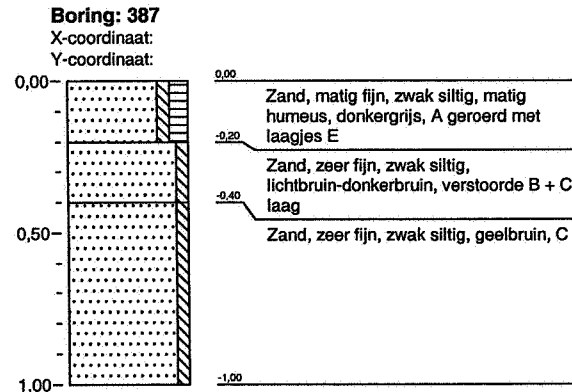 Boring: 387
X-coordinaat:
Y-coordinaat:
0,00
0,00
Zand, matig fijn, zwak siltig, matig
humeus, donkergrijs, A geroerd met
laagjes E
-0,20
Zand, zeer fijn, zwak siltig,
lichtbruin-donkerbruin, verstoorde B + C
laag
-0,40
0,50
Zand, zeer fijn, zwak siltig, geelbruin, C
1,00
-1,00